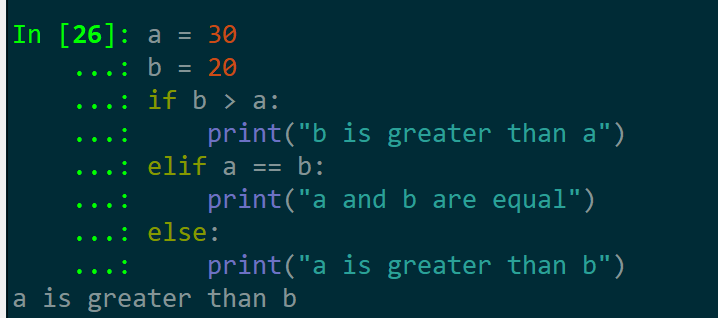 In [26]: a = 30
    ...: b = 20
    ...: if b > a:
    ...:     print("b is greater than a")
    ...: elif a == b:
    ...:     print("a and b are equal")
    ...: else:
    ...:     print("a is greater than b")
a is greater than b